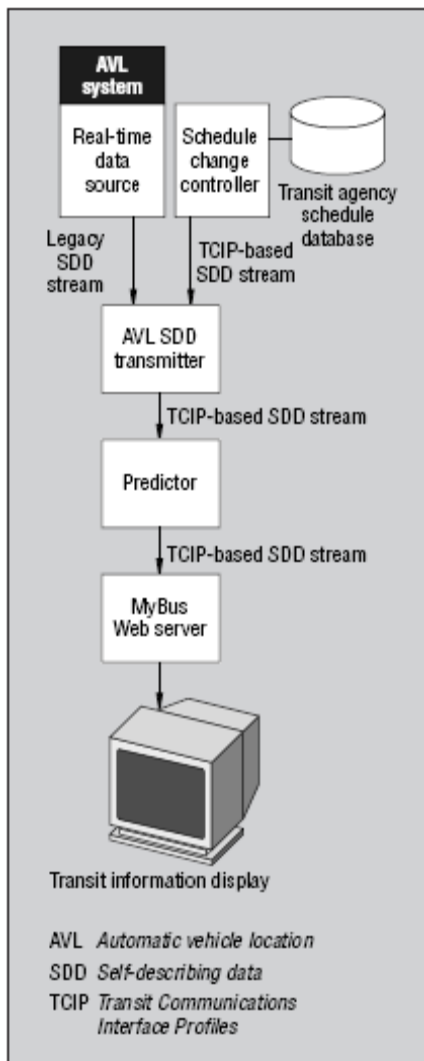 AVL
system
Real-time
data
source
Schedule
change
controller
Transit agency
schedule
database
Legacy
SDD
stream
TCIP-based
SDD stream
AVL SDD
transmitter
TCIP-based SDD stream
Predictor
TCIP-based SDD stream
MyBus
Web server
Transit information display
AVL Automatic vehicle location
SDD Self-describing data
TCIP Transit Communications
Interface Profiles